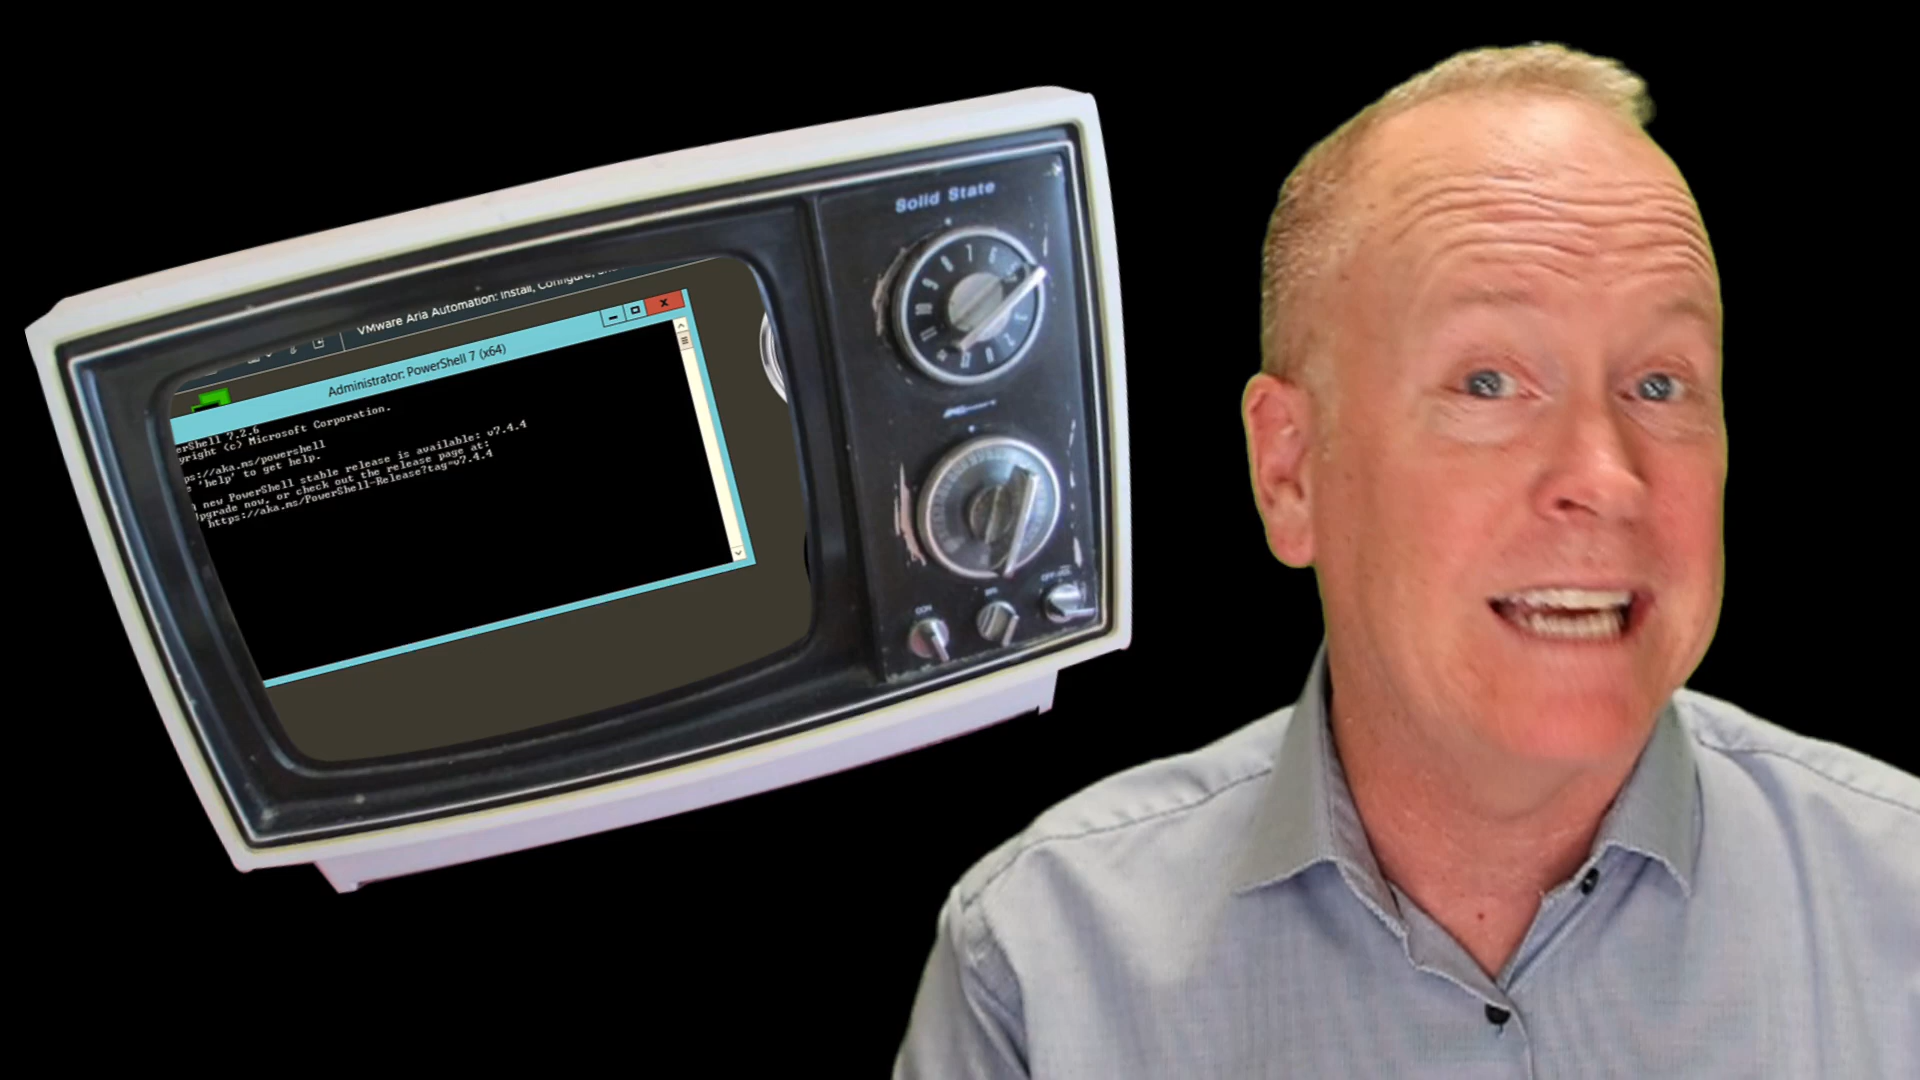 VMware Aria Automation: Install, Configure,
Administrator: PowerShell 7 (x64)
erShell 7.2.6
yright (c) Microsoft Corporation.
ps://aka.ms/powershell
e 'help' to get help.
new PowerShell stable release is available: v7.4.4
Upgrade now, or check out the release page at:
https://aka.ms/PowerShell-Release?tag=v7.4.4
Solid State